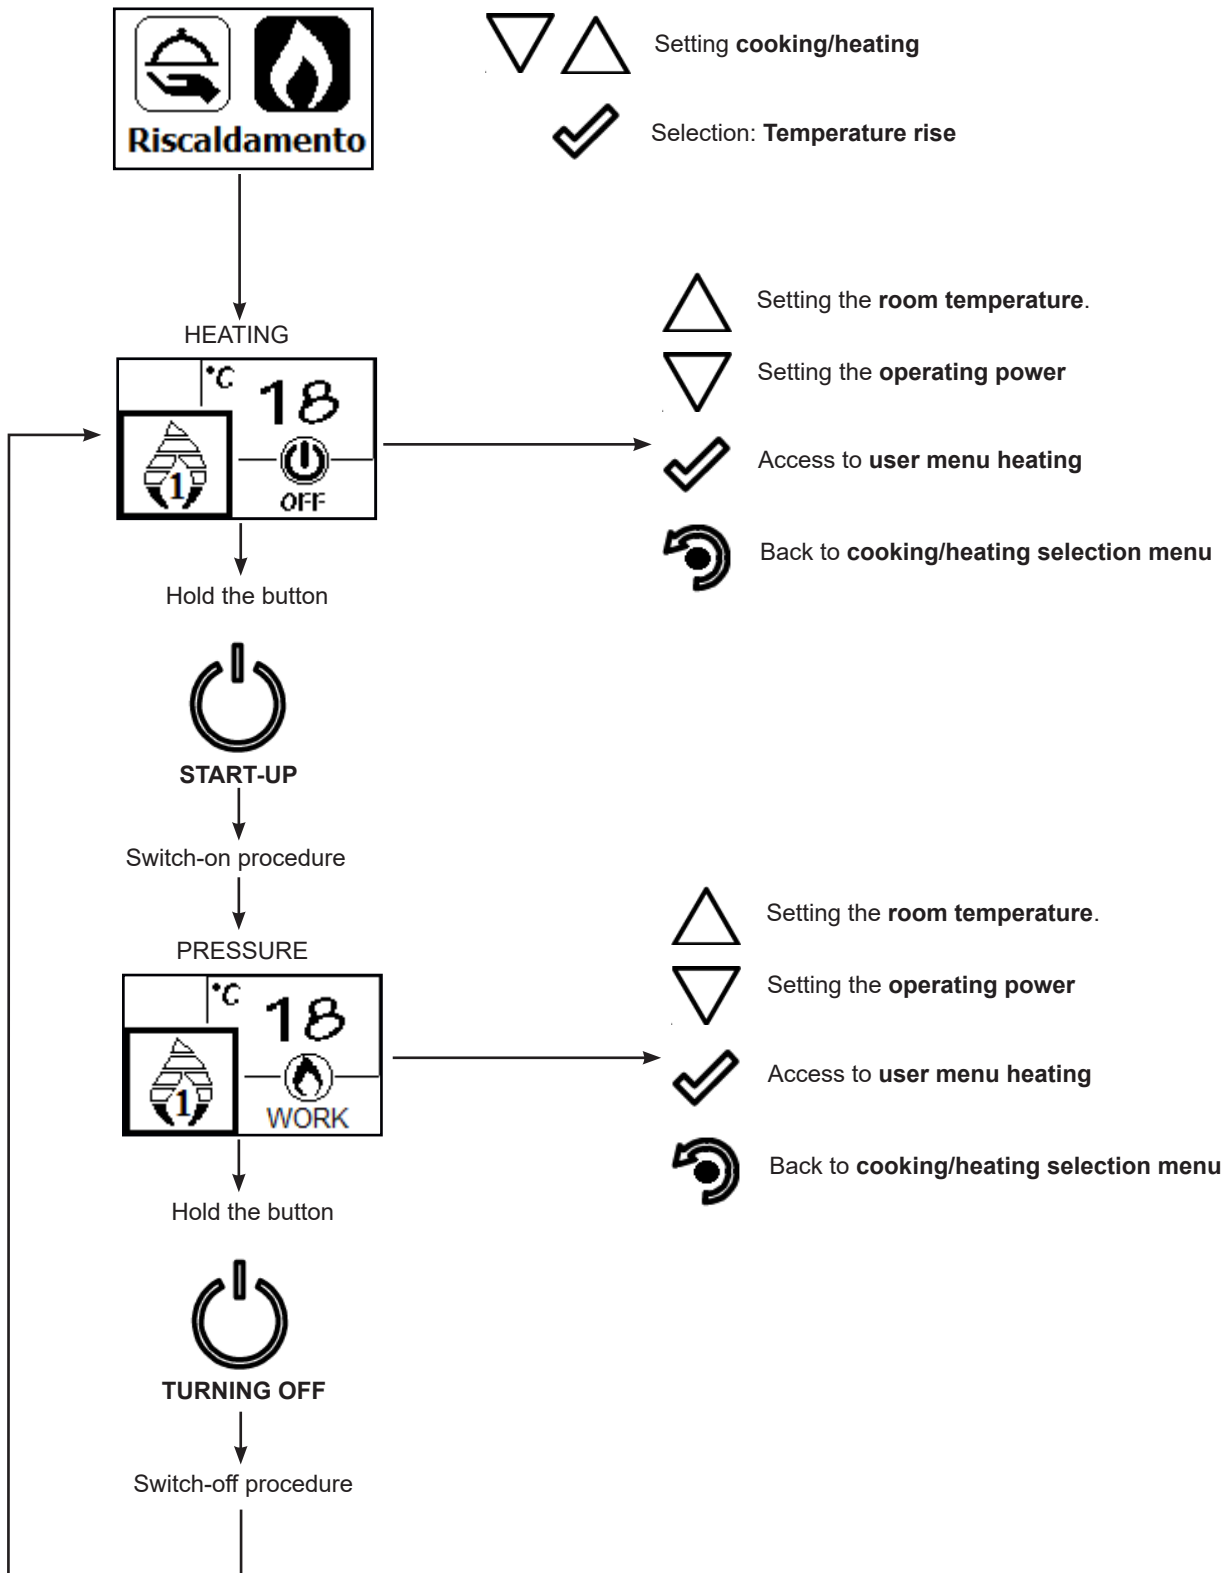 Riscaldamento
Setting cooking/heating
Selection: Temperature rise
HEATING
°C 18
1
OFF
Setting the room temperature.
Setting the operating power
Access to user menu heating
Back to cooking/heating selection menu
Hold the button
START-UP
Switch-on procedure
PRESSURE
°C 18
1
WORK
Setting the room temperature.
Setting the operating power
Access to user menu heating
Back to cooking/heating selection menu
Hold the button
TURNING OFF
Switch-off procedure